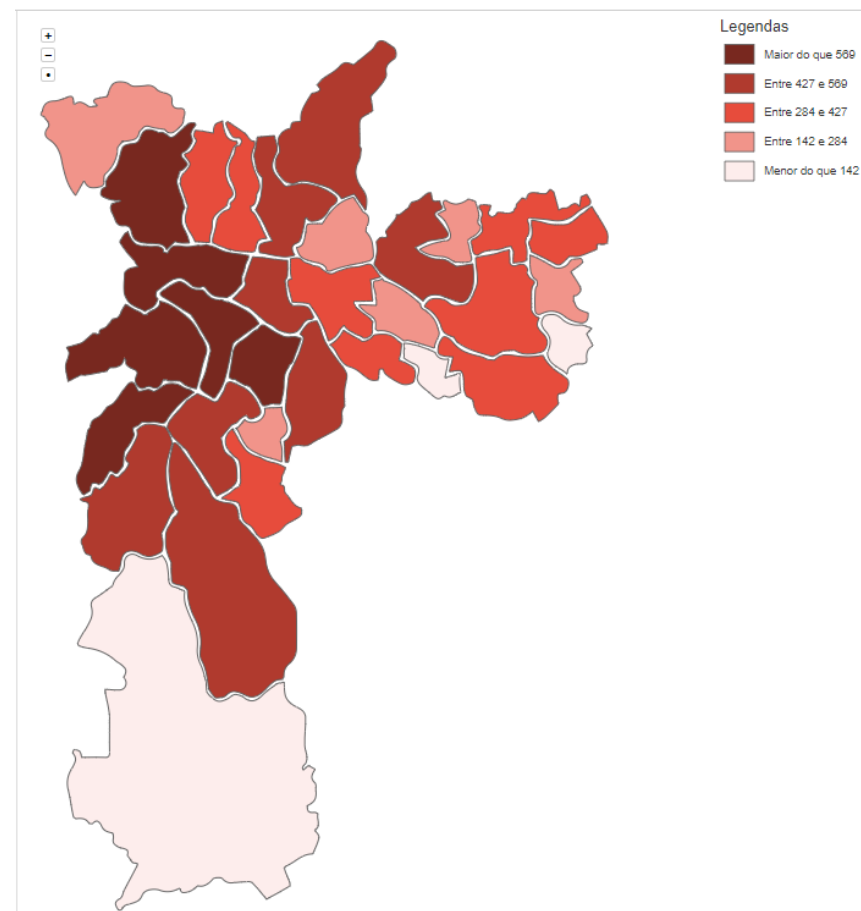 +
−
•
Legendas
Maior do que 569
Entre 427 e 569
Entre 284 e 427
Entre 142 e 284
Menor do que 142